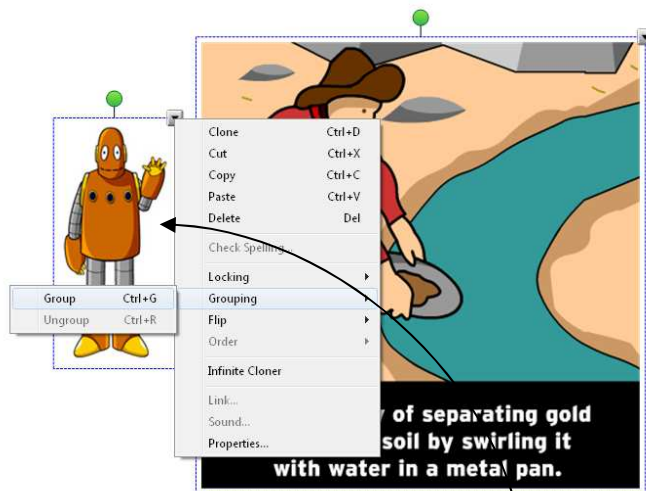 Clone Ctrl+D
Cut Ctrl+X
Copy Ctrl+C
Paste Ctrl+V
Delete Del
Check Spelling...
Locking
Grouping
Group Ctrl+G
Ungroup Ctrl+R
Flip
Order
Infinite Cloner
Link...
Sound...
Properties...
of separating gold
soil by swirling it
with water in a metal pan.